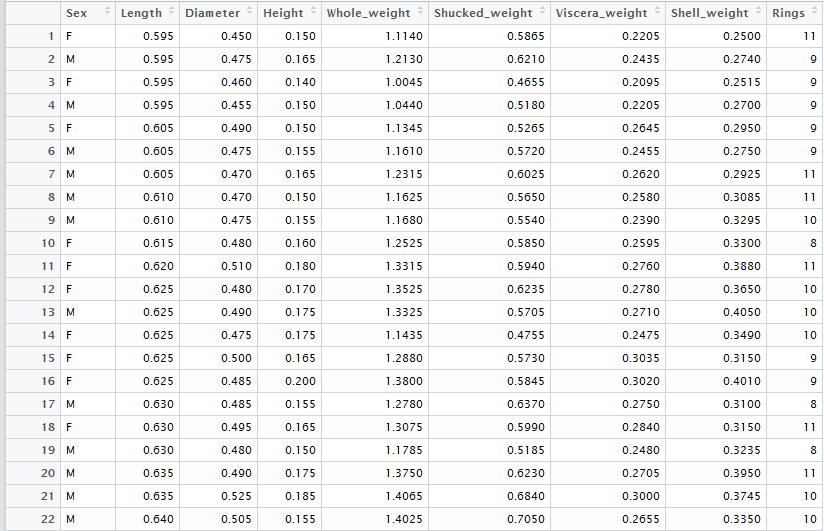 Sex Length Diameter Height Whole_weight Shucked_weight Viscera_weight Shell_weight Rings
1 F 0.595 0.450 0.150 1.1140 0.5865 0.2205 0.2500 11
2 M 0.595 0.475 0.165 1.2130 0.6210 0.2435 0.2740 9
3 F 0.595 0.460 0.140 1.0045 0.4655 0.2095 0.2515 9
4 M 0.595 0.455 0.150 1.0440 0.5180 0.2205 0.2700 9
5 F 0.605 0.490 0.150 1.1345 0.5265 0.2645 0.2950 9
6 M 0.605 0.475 0.155 1.1610 0.5720 0.2455 0.2750 9
7 M 0.605 0.470 0.165 1.2315 0.6025 0.2620 0.2925 11
8 M 0.610 0.470 0.150 1.1625 0.5650 0.2580 0.3085 11
9 M 0.610 0.475 0.155 1.1680 0.5540 0.2390 0.3295 10
10 F 0.615 0.480 0.160 1.2525 0.5850 0.2595 0.3300 8
11 F 0.620 0.510 0.180 1.3315 0.5940 0.2760 0.3880 11
12 F 0.625 0.480 0.170 1.3525 0.6235 0.2780 0.3650 10
13 M 0.625 0.490 0.175 1.3325 0.5705 0.2710 0.4050 10
14 F 0.625 0.475 0.175 1.1435 0.4755 0.2475 0.3490 10
15 F 0.625 0.500 0.165 1.2880 0.5730 0.3035 0.3150 9
16 F 0.625 0.485 0.200 1.3800 0.5845 0.3020 0.4010 9
17 M 0.630 0.485 0.155 1.2780 0.6370 0.2750 0.3100 8
18 F 0.630 0.495 0.165 1.3075 0.5990 0.2840 0.3150 11
19 M 0.630 0.480 0.150 1.1785 0.5185 0.2480 0.3235 8
20 M 0.635 0.490 0.175 1.3750 0.6230 0.2705 0.3950 11
21 M 0.635 0.525 0.185 1.4065 0.6840 0.3000 0.3745 10
22 M 0.640 0.505 0.155 1.4025 0.7050 0.2655 0.3350 10